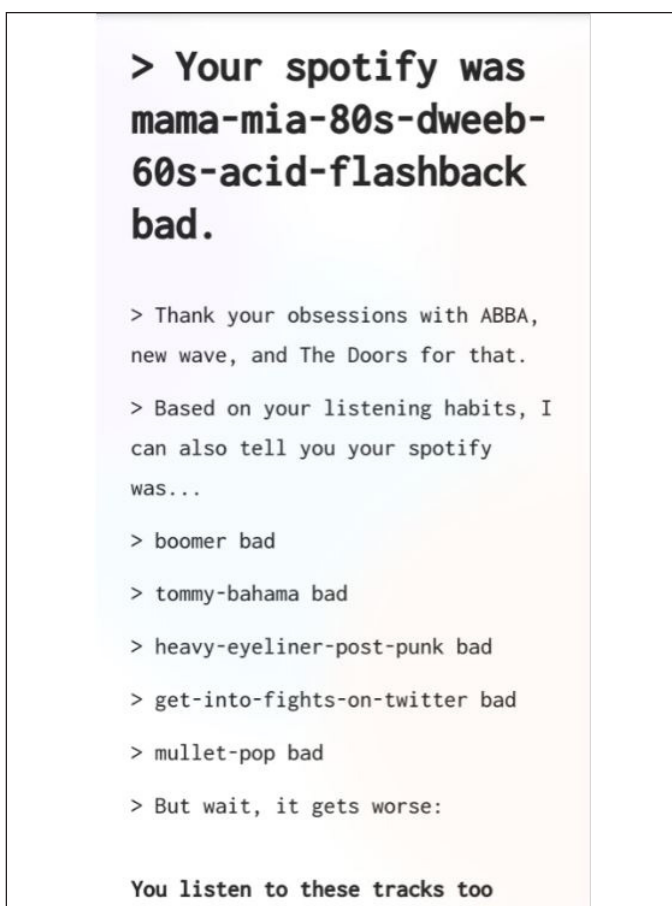 > Your spotify was
mama-mia-80s-dweeb-
60s-acid-flashback
bad.
> Thank your obsessions with ABBA,
new wave, and The Doors for that.
> Based on your listening habits, I
can also tell you your spotify
was...
> boomer bad
> tommy-bahama bad
> heavy-eyeliner-post-punk bad
> get-into-fights-on-twitter bad
> mullet-pop bad
> But wait, it gets worse:
You listen to these tracks too